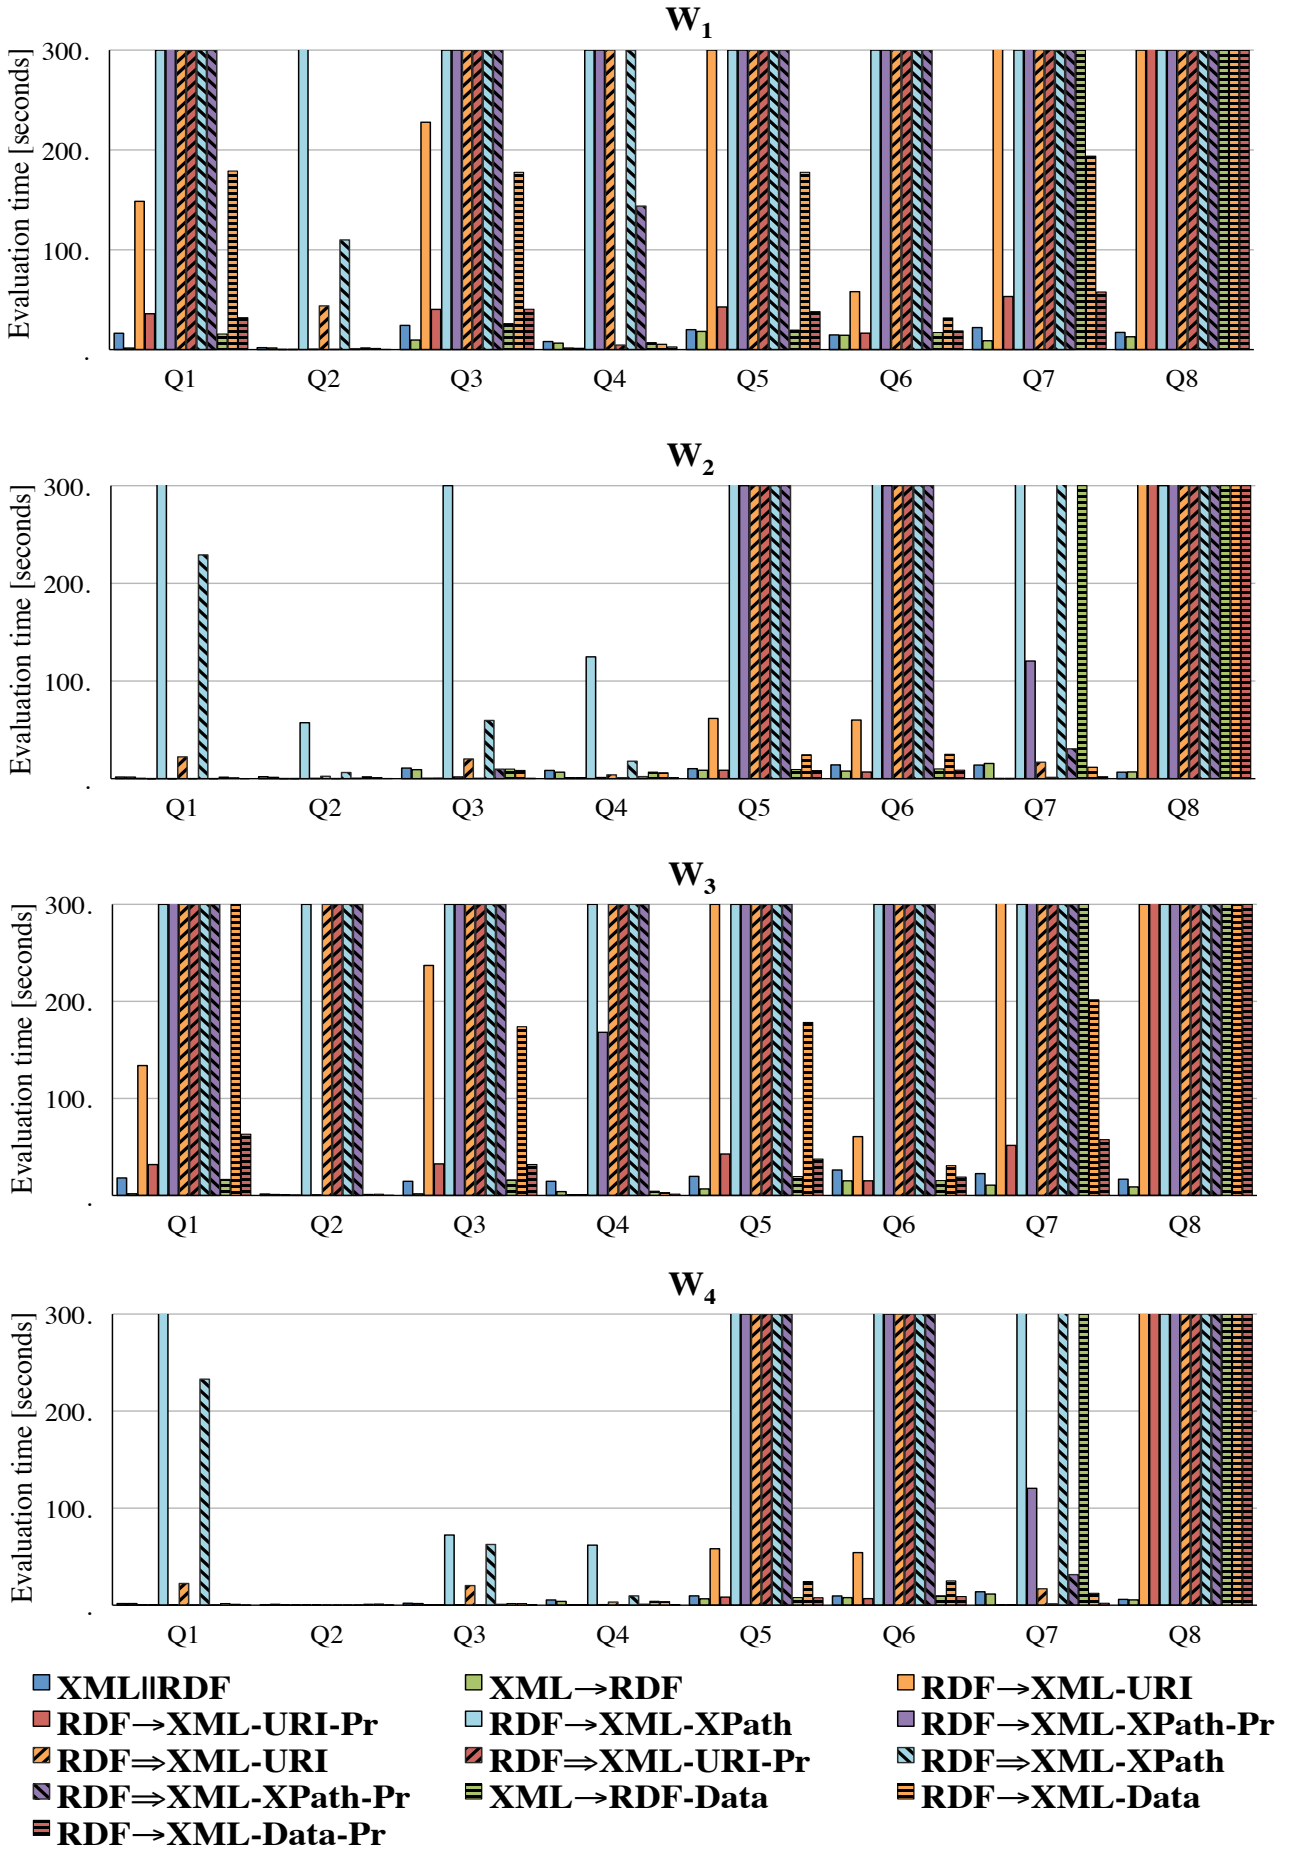 W1
Evaluation time [seconds]
300.
200.
100.
.
Q1 Q2 Q3 Q4 Q5 Q6 Q7 Q8
W2
Evaluation time [seconds]
300.
200.
100.
.
Q1 Q2 Q3 Q4 Q5 Q6 Q7 Q8
W3
Evaluation time [seconds]
300.
200.
100.
.
Q1 Q2 Q3 Q4 Q5 Q6 Q7 Q8
W4
Evaluation time [seconds]
300.
200.
100.
.
Q1 Q2 Q3 Q4 Q5 Q6 Q7 Q8
XML||RDF XML→RDF RDF→XML-URI
RDF→XML-URI-Pr RDF→XML-XPath RDF→XML-XPath-Pr
RDF⇒XML-URI RDF⇒XML-URI-Pr RDF⇒XML-XPath
RDF⇒XML-XPath-Pr XML→RDF-Data RDF→XML-Data
RDF→XML-Data-Pr